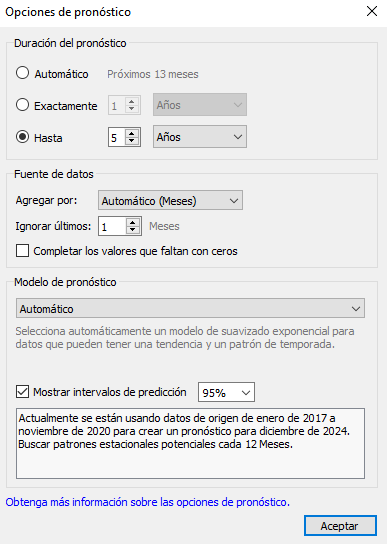 Opciones de pronóstico
Duración del pronóstico
Automático Próximos 13 meses
Exactamente 1 Años
Hasta 5 Años
Fuente de datos
Agregar por: Automático (Meses)
Ignorar últimos: 1 Meses
Completar los valores que faltan con ceros
Modelo de pronóstico
Automático
Selecciona automáticamente un modelo de suavizado exponencial para
datos que pueden tener una tendencia y un patrón de temporada.
Mostrar intervalos de predicción 95%
Actualmente se están usando datos de origen de enero de 2017 a
noviembre de 2020 para crear un pronóstico para diciembre de 2024.
Buscar patrones estacionales potenciales cada 12 Meses.
Obtenga más información sobre las opciones de pronóstico.
Aceptar